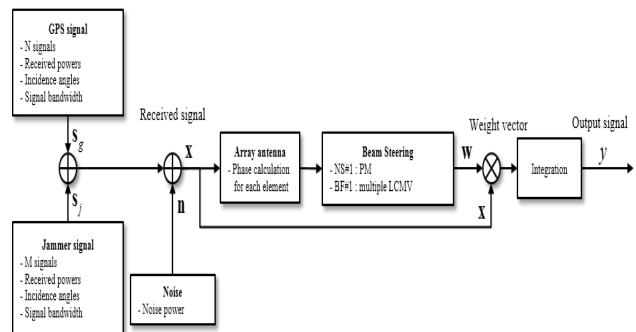 GPS signal
- N signals
- Received powers
- Incidence angles
- Signal bandwidth
s_g
s_j
Jammer signal
- M signals
- Received powers
- Incidence angles
- Signal bandwidth
Received signal
x
n
Noise
- Noise power
Array antenna
- Phase calculation
for each element
Beam Steering
- NS#1 : PM
- BF#1 : multiple LCMV
Weight vector
w
x
Integration
Output signal
y